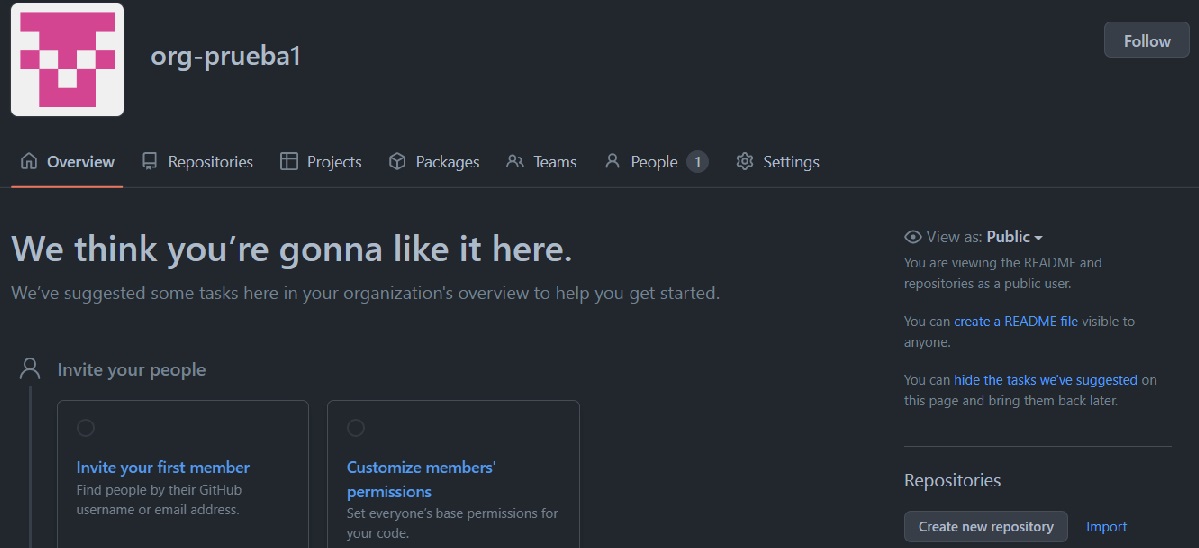 org-prueba1
Follow
Overview
Repositories
Projects
Packages
Teams
People 1
Settings
We think you're gonna like it here.
We've suggested some tasks here in your organization's overview to help you get started.
Invite your people
Invite your first member
Find people by their GitHub
username or email address.
Customize members'
permissions
Set everyone's base permissions for
your code.
View as: Public
You are viewing the README and
repositories as a public user.
You can create a README file visible to
anyone.
You can hide the tasks we've suggested on
this page and bring them back later.
Repositories
Create new repository
Import